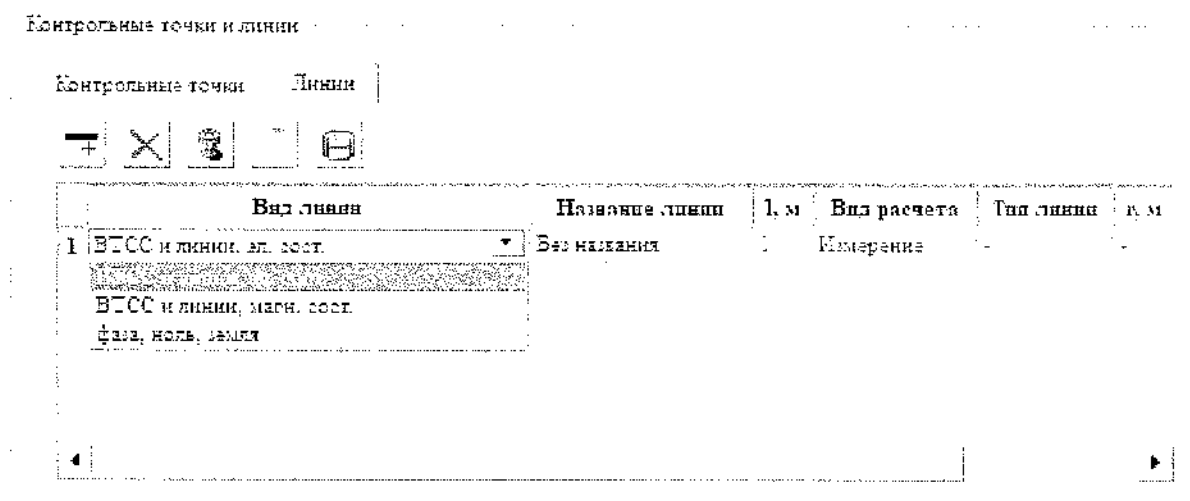 Контрольные точки и линии
Контрольные точки Линии
Вид линии Название линии l, м Вид расчета Тип линии м
1 ВТСС и линии, эл. сост. Без названия Измерение - -
ВТСС и линии, магн. сост.
фаза, ноль, земля